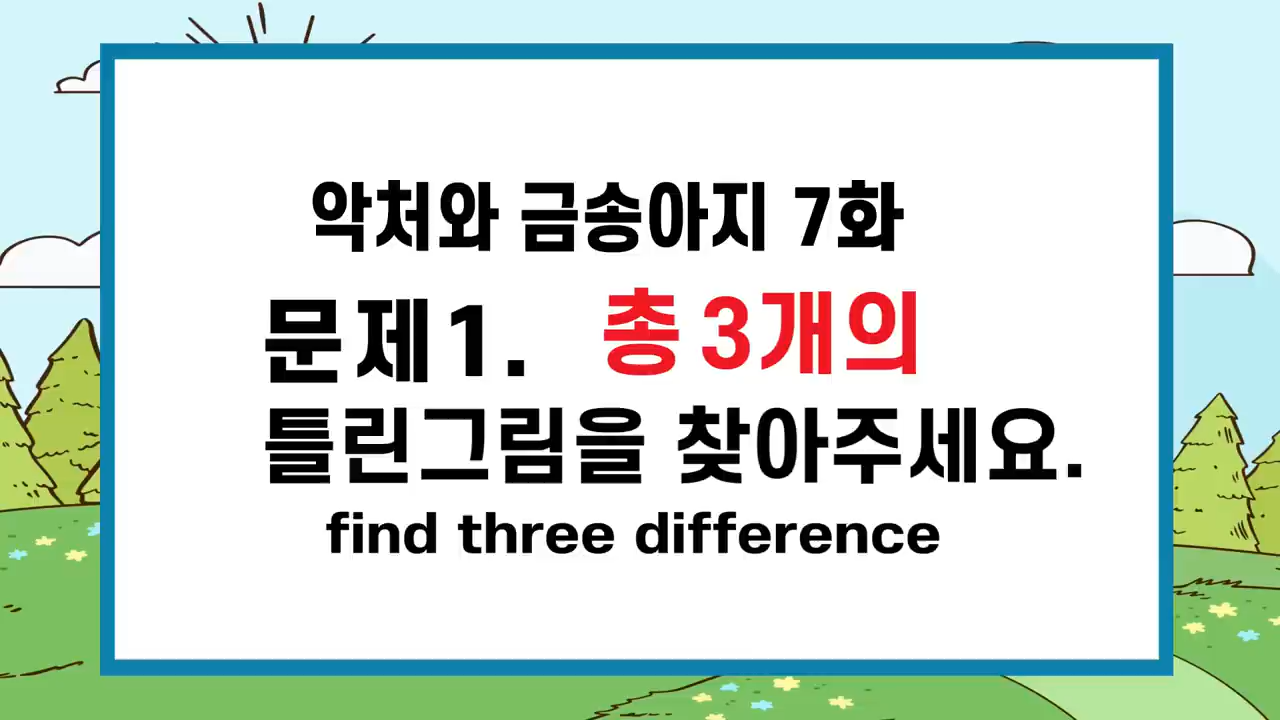 악처와 금송아지 7화
문제1. 총 3개의
틀린그림을 찾아주세요.
find three difference